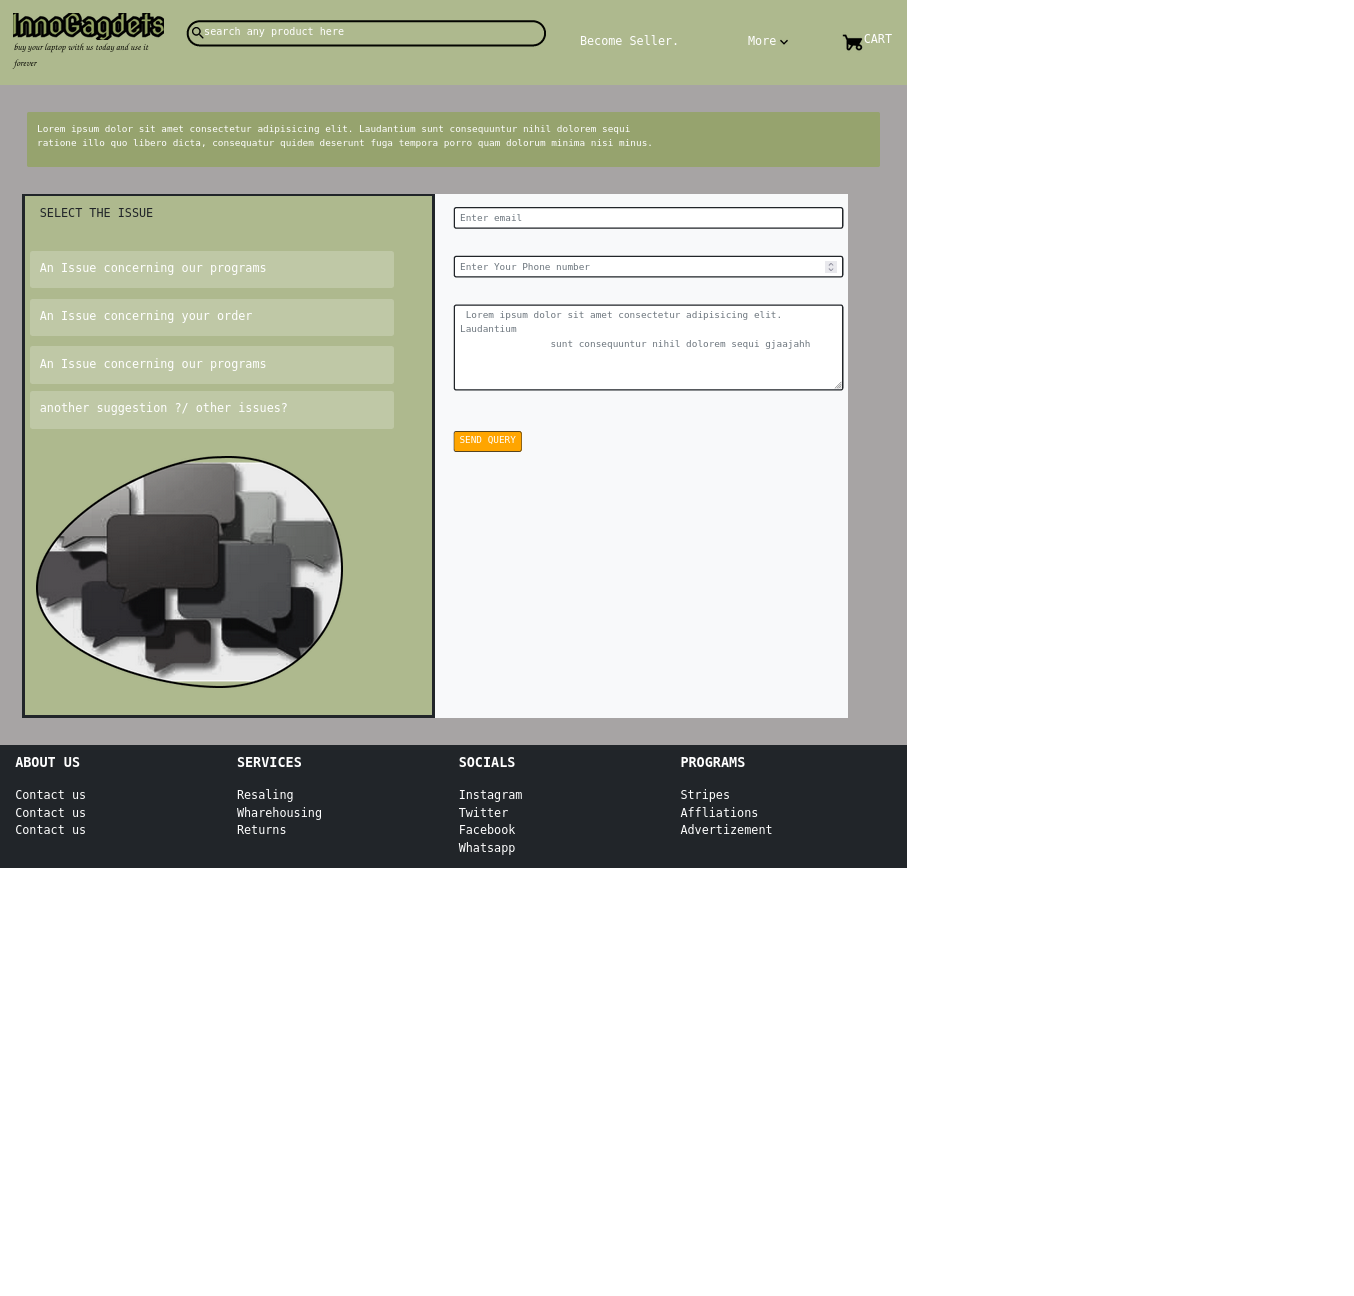 InnoGagdets
buy your laptop with us today and use it
forever
search any product here
Become Seller.
More
CART
Lorem ipsum dolor sit amet consectetur adipisicing elit. Laudantium sunt consequuntur nihil dolorem sequi
ratione illo quo libero dicta, consequatur quidem deserunt fuga tempora porro quam dolorum minima nisi minus.
SELECT THE ISSUE
An Issue concerning our programs
An Issue concerning your order
An Issue concerning our programs
another suggestion ?/ other issues?
Enter email
Enter Your Phone number
Lorem ipsum dolor sit amet consectetur adipisicing elit.
Laudantium
sunt consequuntur nihil dolorem sequi gjaajahh
SEND QUERY
ABOUT US
Contact us
Contact us
Contact us
SERVICES
Resaling
Wharehousing
Returns
SOCIALS
Instagram
Twitter
Facebook
Whatsapp
PROGRAMS
Stripes
Affliations
Advertizement